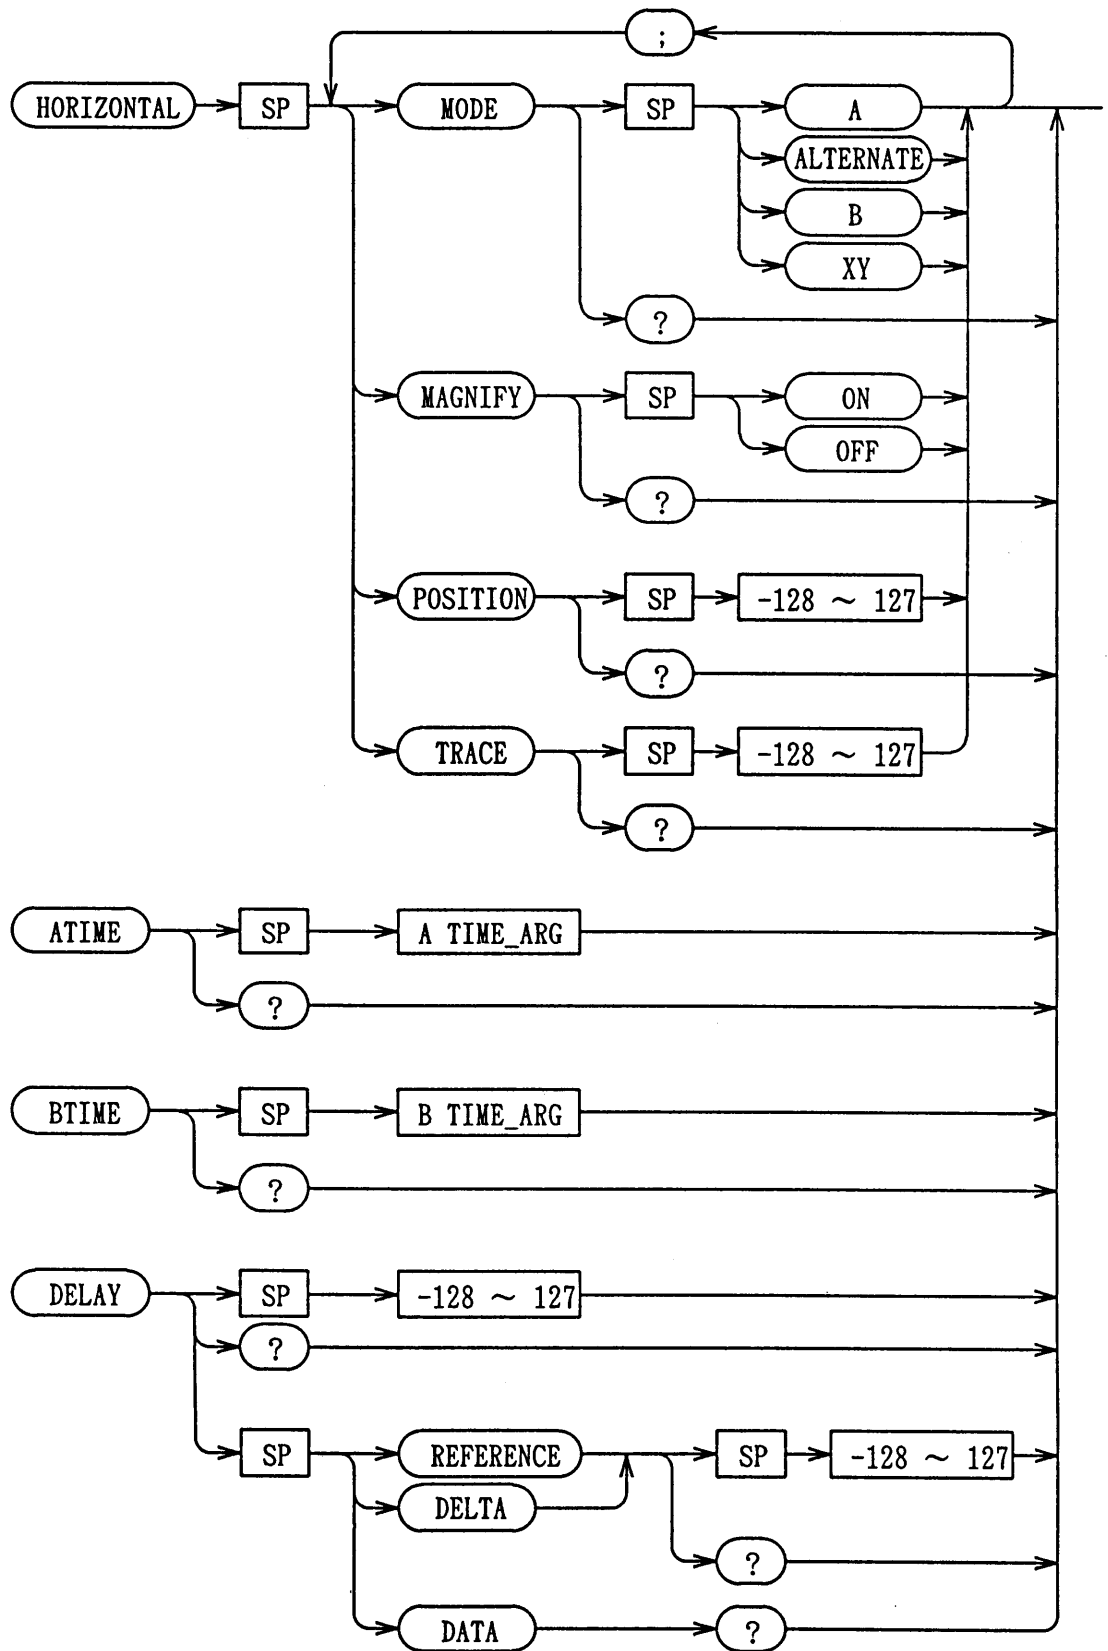 ;
HORIZONTAL SP MODE SP A
ALTERNATE
B
XY
?
MAGNIFY SP ON
OFF
?
POSITION SP -128 ~ 127
?
TRACE SP -128 ~ 127
?
ATIME SP A TIME_ARG
?
BTIME SP B TIME_ARG
?
DELAY SP -128 ~ 127
?
SP REFERENCE SP -128 ~ 127
DELTA
?
DATA ?